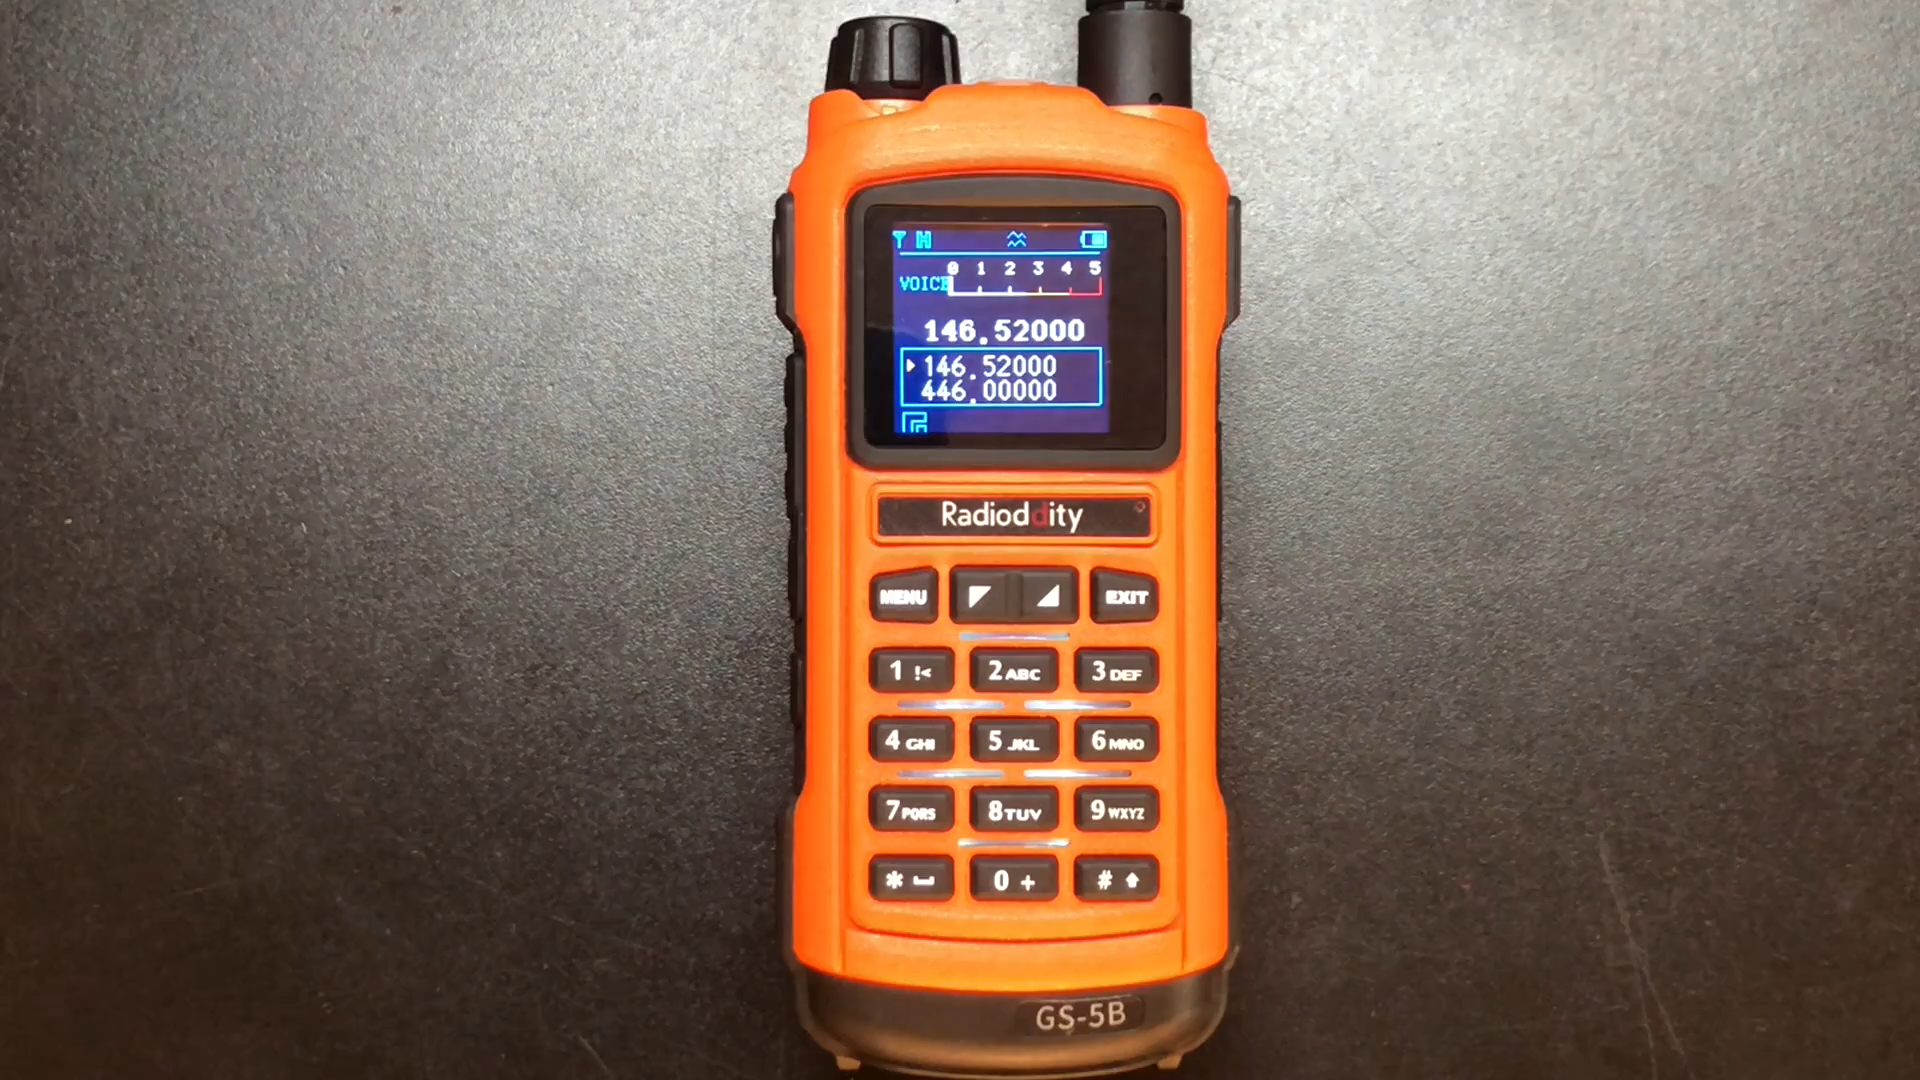 H
0 1 2 3 4 5
VOICE
146.52000
146.52000
446.00000
Radioddity
MENU EXIT
1 !< 2 ABC 3 DEF
4 GHI 5 JKL 6 MNO
7 PQRS 8 TUV 9 WXYZ
* 0 + #
GS-5B